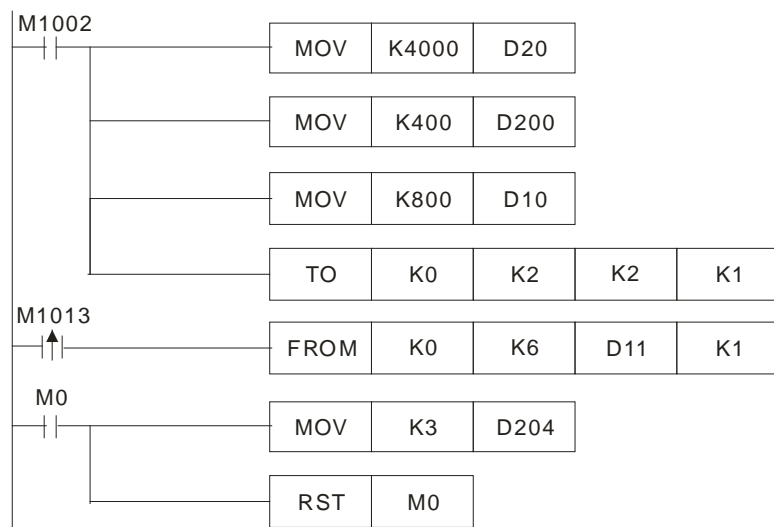 M1002
MOV K4000 D20
MOV K400 D200
MOV K800 D10
TO K0 K2 K2 K1
M1013
FROM K0 K6 D11 K1
M0
MOV K3 D204
RST M0